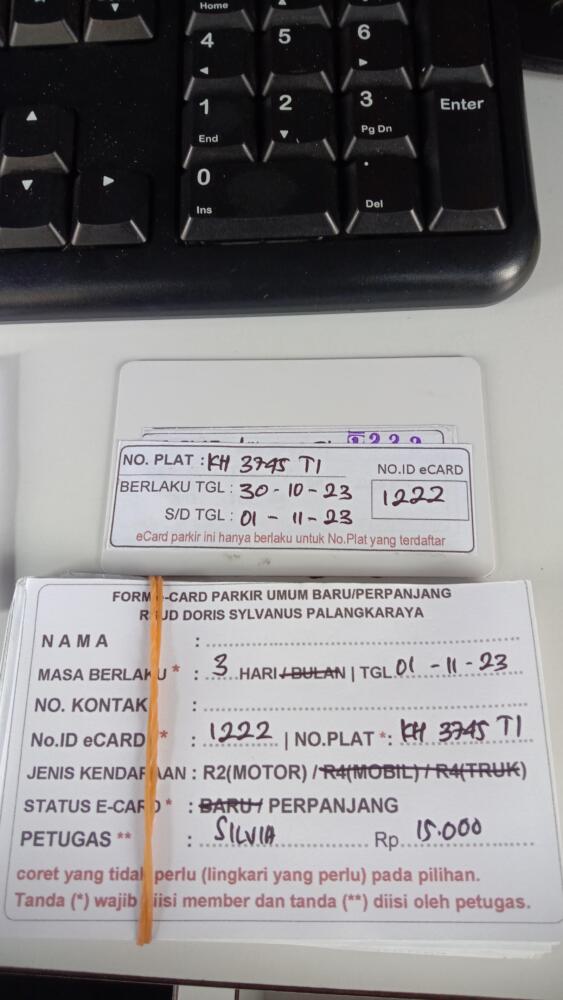 Home
4
5
6
1
End
2
3
Pg Dn
Enter
0
Ins
.
Del
NO. PLAT : KH 3745 TI
NO.ID eCARD
BERLAKU TGL : 30-10-23
1222
S/D TGL : 01 - 11-23
eCard parkir ini hanya berlaku untuk No.Plat yang terdaftar
FORM -CARD PARKIR UMUM BARU/PERPANJANG
R UD DORIS SYLVANUS PALANGKARAYA
NAMA :
MASA BERLAKU * : 3 HARI / BULAN | TGL 01 -11-23
NO. KONTAK :
No.ID eCARD * : 1222 | NO.PLAT *: KH 3745 TI
JENIS KENDARAAN : R2(MOTOR) / R4(MOBIL) / R4(TRUK)
STATUS E-CARD * : BARU / PERPANJANG
PETUGAS ** : SILVIA Rp 15.000
coret yang tidak perlu (lingkari yang perlu) pada pilihan.
Tanda (*) wajib diisi member dan tanda (**) diisi oleh petugas.